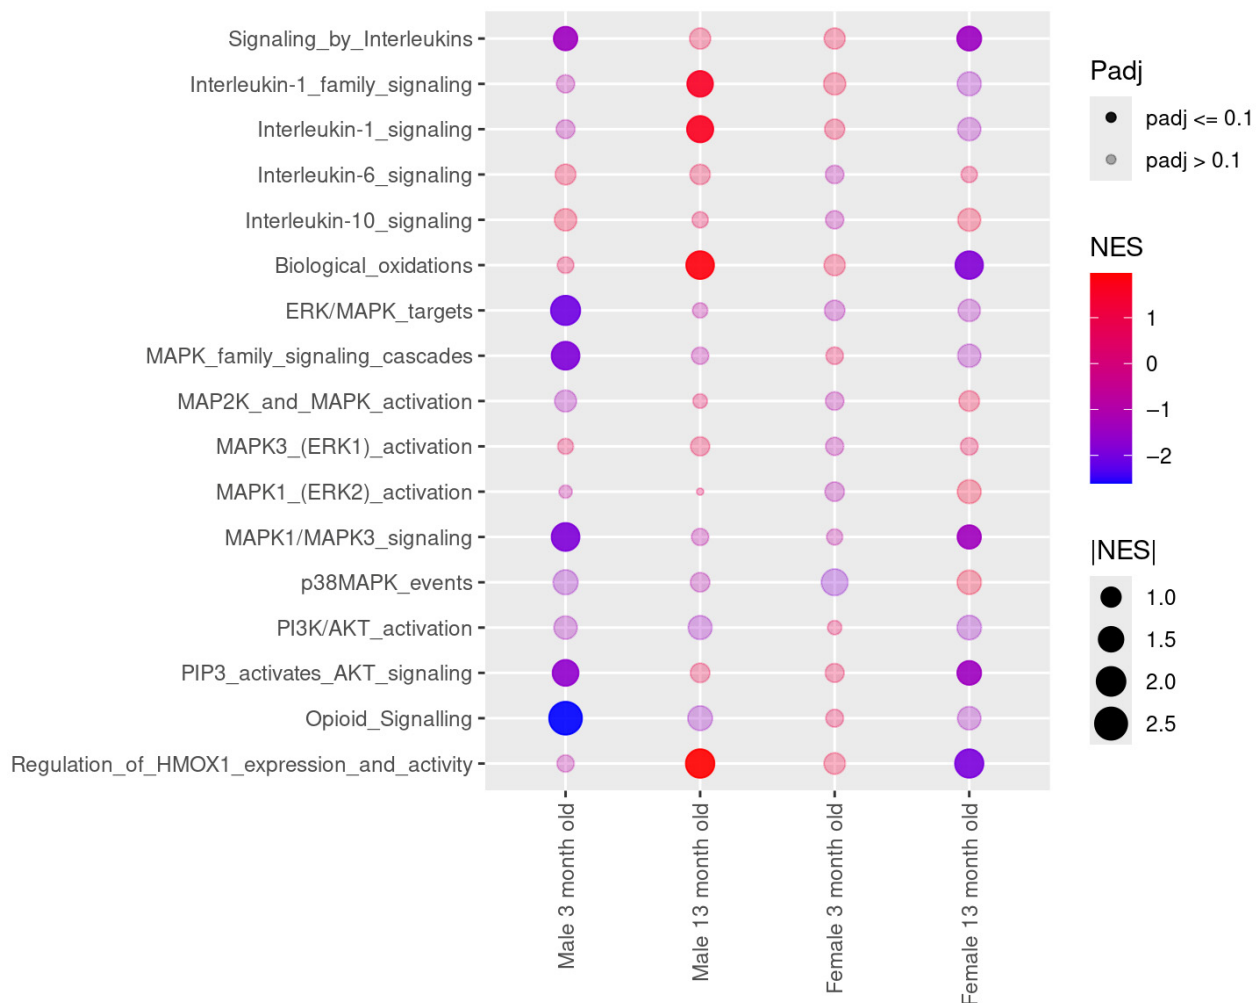 Signaling_by_Interleukins
Interleukin-1_family_signaling
Interleukin-1_signaling
Interleukin-6_signaling
Interleukin-10_signaling
Biological_oxidations
ERK/MAPK_targets
MAPK_family_signaling_cascades
MAP2K_and_MAPK_activation
MAPK3_(ERK1)_activation
MAPK1_(ERK2)_activation
MAPK1/MAPK3_signaling
p38MAPK_events
PI3K/AKT_activation
PIP3_activates_AKT_signaling
Opioid_Signalling
Regulation_of_HMOX1_expression_and_activity
Male 3 month old
Male 13 month old
Female 3 month old
Female 13 month old
Padj
padj <= 0.1
padj > 0.1
NES
1
0
−1
−2
|NES|
1.0
1.5
2.0
2.5